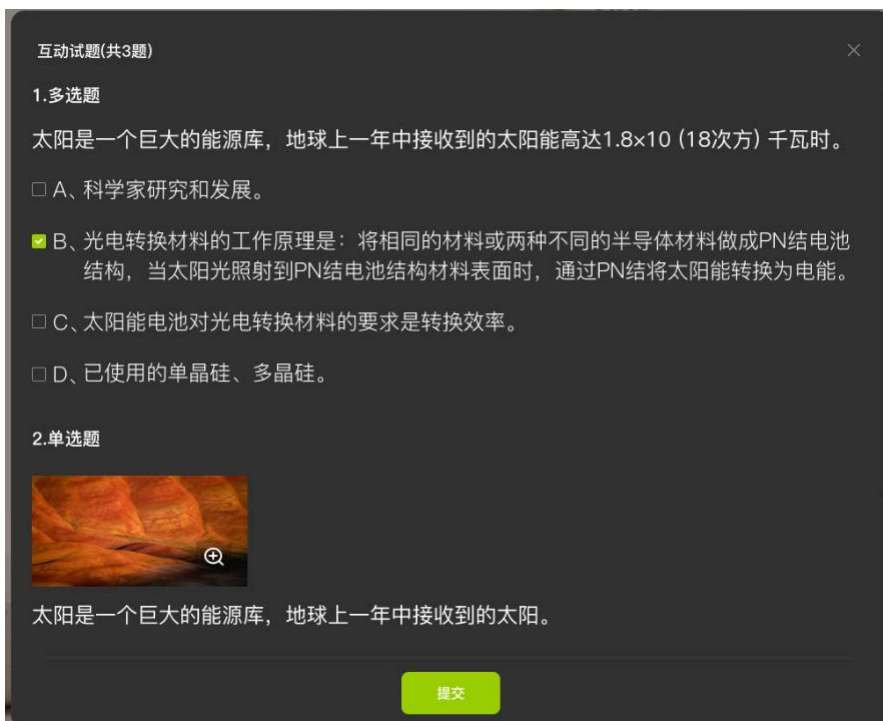 互动试题(共3题)
1.多选题
太阳是一个巨大的能源库，地球上一年中接收到的太阳能高达1.8×10 (18次方) 千瓦时。
A、科学家研究和发展。
B、光电转换材料的工作原理是：将相同的材料或两种不同的半导体材料做成PN结电池
结构，当太阳光照射到PN结电池结构材料表面时，通过PN结将太阳能转换为电能。
C、太阳能电池对光电转换材料的要求是转换效率。
D、已使用的单晶硅、多晶硅。
2.单选题
太阳是一个巨大的能源库，地球上一年中接收到的太阳。
提交